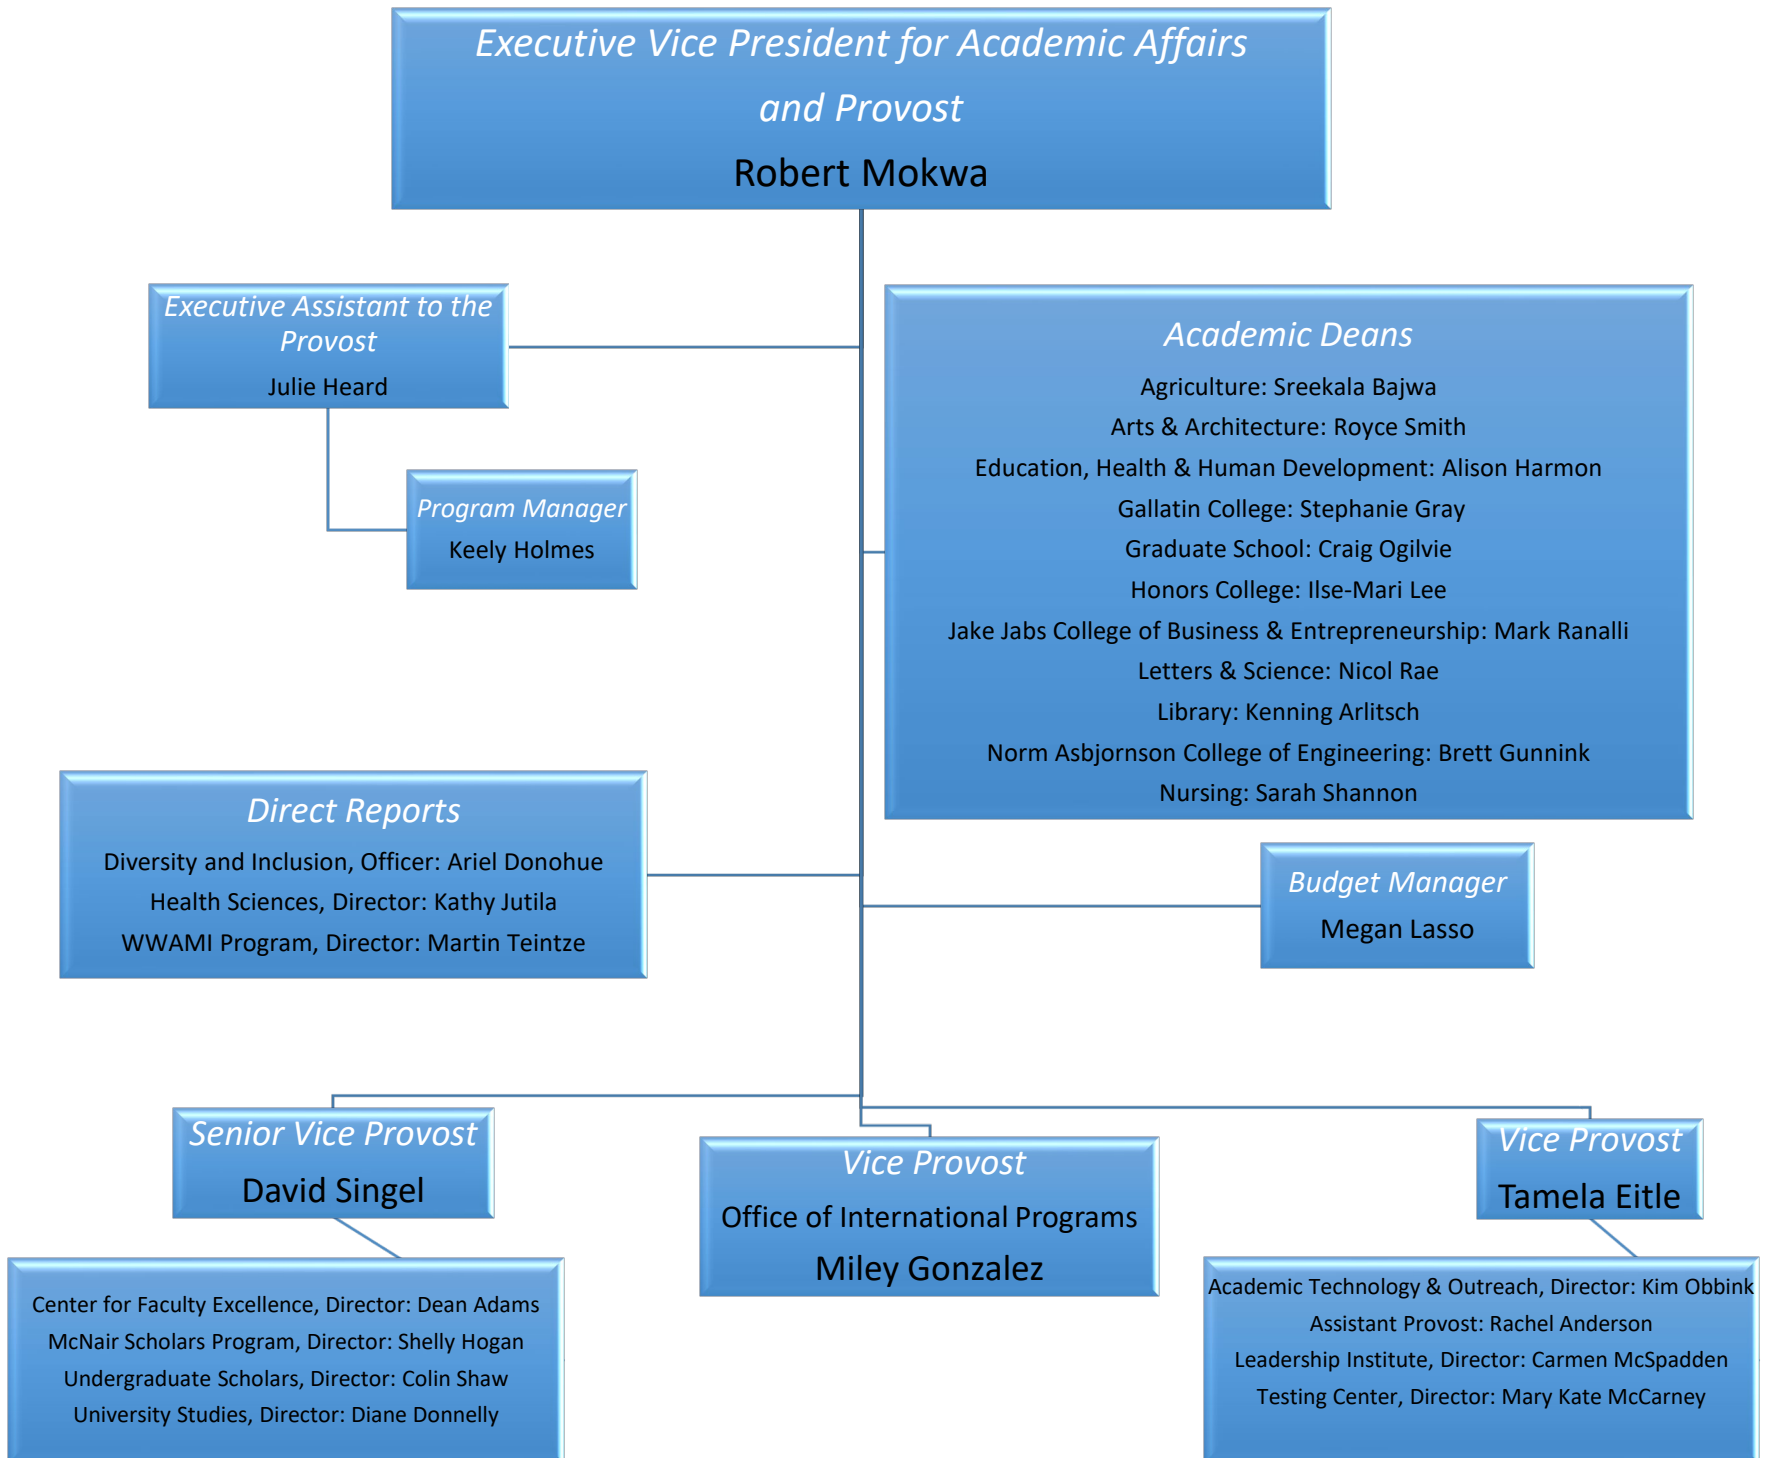 Executive Vice President for Academic Affairs
and Provost
Robert Mokwa
Executive Assistant to the
Provost
Julie Heard
Program Manager
Keely Holmes
Academic Deans
Agriculture: Sreekala Bajwa
Arts & Architecture: Royce Smith
Education, Health & Human Development: Alison Harmon
Gallatin College: Stephanie Gray
Graduate School: Craig Ogilvie
Honors College: Ilse-Mari Lee
Jake Jabs College of Business & Entrepreneurship: Mark Ranalli
Letters & Science: Nicol Rae
Library: Kenning Arlitsch
Norm Asbjornson College of Engineering: Brett Gunnink
Nursing: Sarah Shannon
Direct Reports
Diversity and Inclusion, Officer: Ariel Donohue
Health Sciences, Director: Kathy Jutila
WWAMI Program, Director: Martin Teintze
Budget Manager
Megan Lasso
Senior Vice Provost
David Singel
Center for Faculty Excellence, Director: Dean Adams
McNair Scholars Program, Director: Shelly Hogan
Undergraduate Scholars, Director: Colin Shaw
University Studies, Director: Diane Donnelly
Vice Provost
Office of International Programs
Miley Gonzalez
Vice Provost
Tamela Eitle
Academic Technology & Outreach, Director: Kim Obbink
Assistant Provost: Rachel Anderson
Leadership Institute, Director: Carmen McSpadden
Testing Center, Director: Mary Kate McCarney